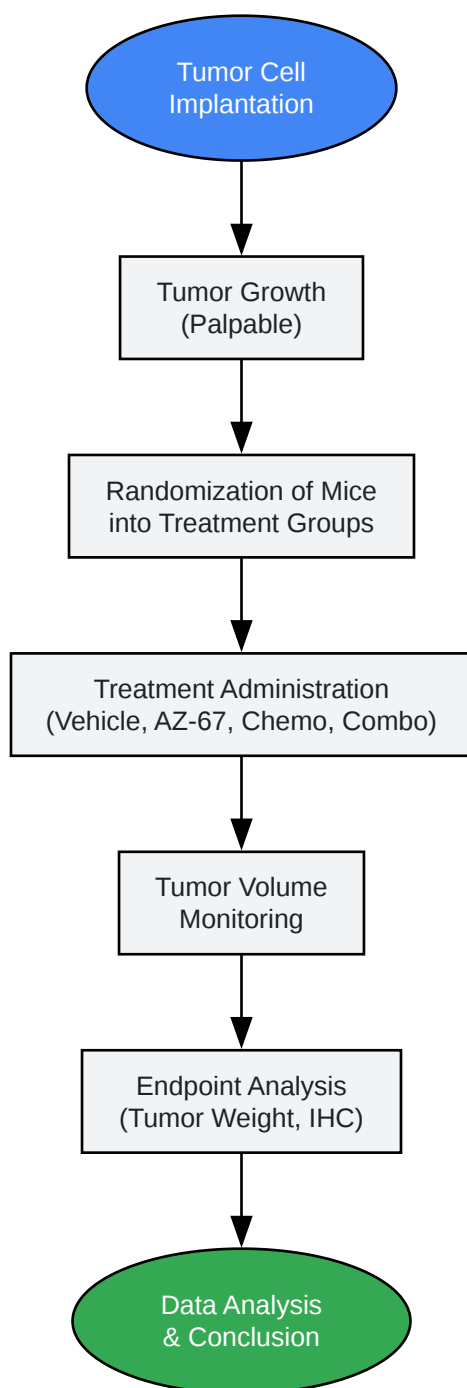 Tumor Cell
Implantation
Tumor Growth
(Palpable)
Randomization of Mice
into Treatment Groups
Treatment Administration
(Vehicle, AZ-67, Chemo, Combo)
Tumor Volume
Monitoring
Endpoint Analysis
(Tumor Weight, IHC)
Data Analysis
& Conclusion